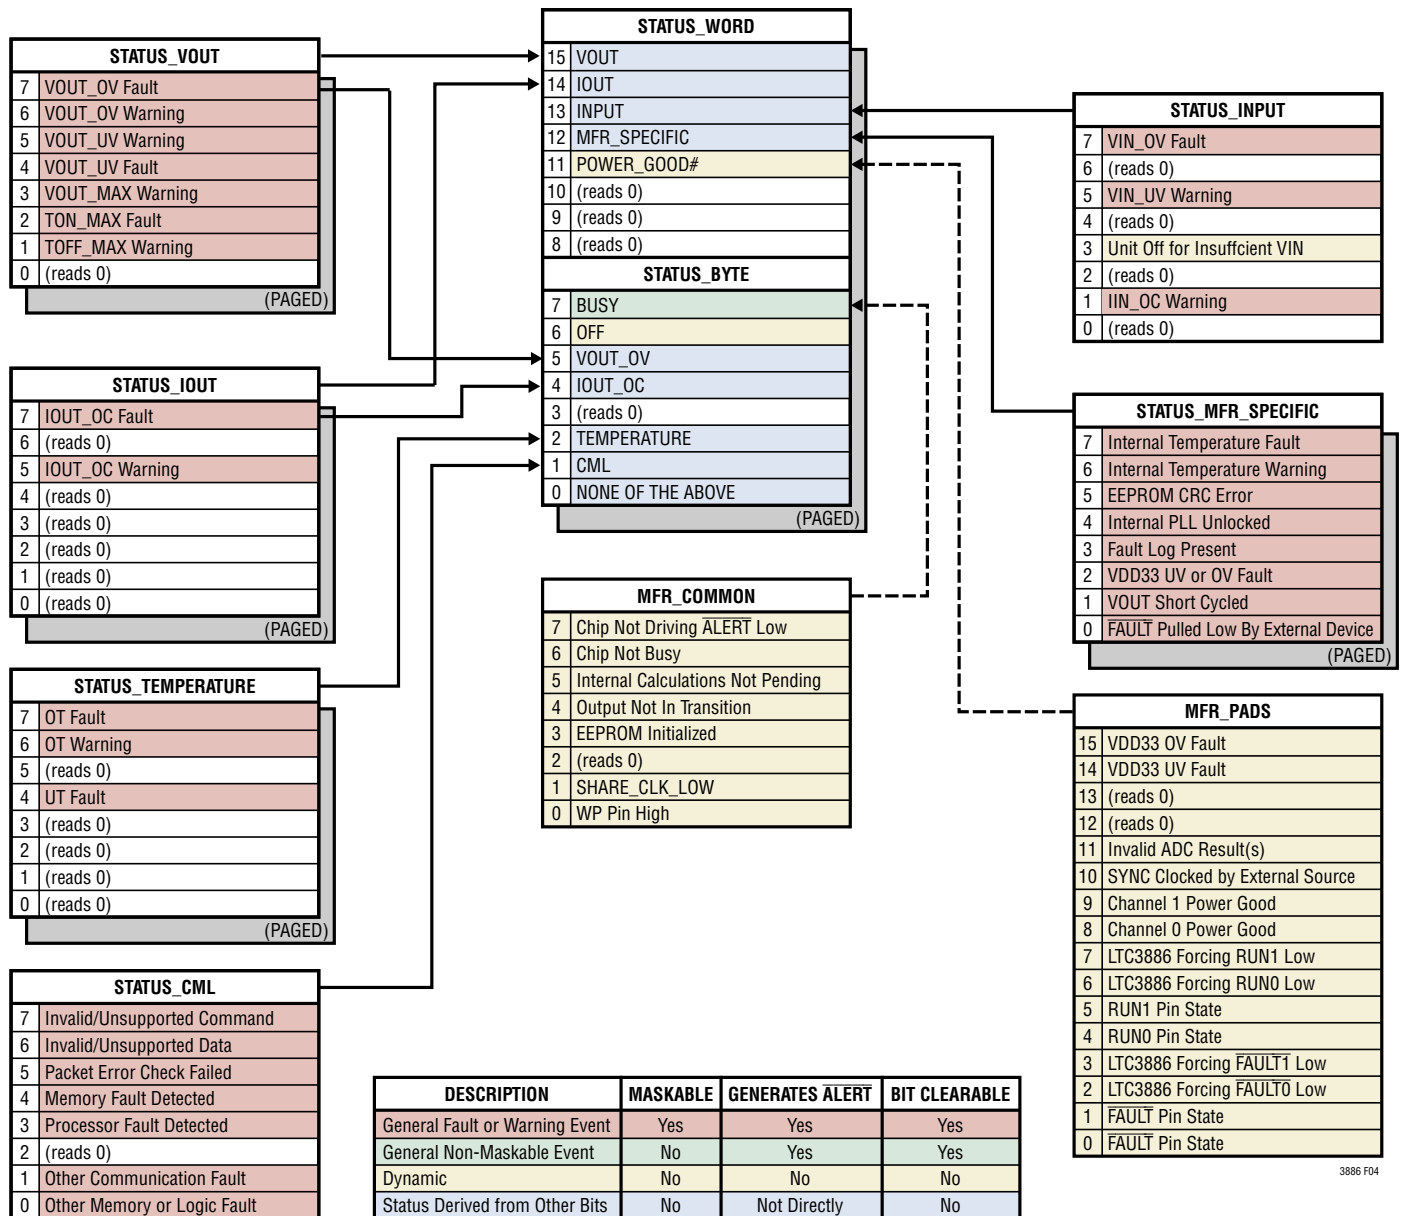 STATUS_VOUT
7 VOUT_OV Fault
6 VOUT_OV Warning
5 VOUT_UV Warning
4 VOUT_UV Fault
3 VOUT_MAX Warning
2 TON_MAX Fault
1 TOFF_MAX Warning
0 (reads 0)
(PAGED)
STATUS_IOUT
7 IOUT_OC Fault
6 (reads 0)
5 IOUT_OC Warning
4 (reads 0)
3 (reads 0)
2 (reads 0)
1 (reads 0)
0 (reads 0)
(PAGED)
STATUS_TEMPERATURE
7 OT Fault
6 OT Warning
5 (reads 0)
4 UT Fault
3 (reads 0)
2 (reads 0)
1 (reads 0)
0 (reads 0)
(PAGED)
STATUS_CML
7 Invalid/Unsupported Command
6 Invalid/Unsupported Data
5 Packet Error Check Failed
4 Memory Fault Detected
3 Processor Fault Detected
2 (reads 0)
1 Other Communication Fault
0 Other Memory or Logic Fault
STATUS_WORD
15 VOUT
14 IOUT
13 INPUT
12 MFR_SPECIFIC
11 POWER_GOOD#
10 (reads 0)
9 (reads 0)
8 (reads 0)
STATUS_BYTE
7 BUSY
6 OFF
5 VOUT_OV
4 IOUT_OC
3 (reads 0)
2 TEMPERATURE
1 CML
0 NONE OF THE ABOVE
(PAGED)
MFR_COMMON
7 Chip Not Driving ALERT Low
6 Chip Not Busy
5 Internal Calculations Not Pending
4 Output Not In Transition
3 EEPROM Initialized
2 (reads 0)
1 SHARE_CLK_LOW
0 WP Pin High
DESCRIPTION MASKABLE GENERATES ALERT BIT CLEARABLE
General Fault or Warning Event Yes Yes Yes
General Non-Maskable Event No Yes Yes
Dynamic No No No
Status Derived from Other Bits No Not Directly No
STATUS_INPUT
7 VIN_OV Fault
6 (reads 0)
5 VIN_UV Warning
4 (reads 0)
3 Unit Off for Insuffcient VIN
2 (reads 0)
1 IIN_OC Warning
0 (reads 0)
STATUS_MFR_SPECIFIC
7 Internal Temperature Fault
6 Internal Temperature Warning
5 EEPROM CRC Error
4 Internal PLL Unlocked
3 Fault Log Present
2 VDD33 UV or OV Fault
1 VOUT Short Cycled
0 FAULT Pulled Low By External Device
(PAGED)
MFR_PADS
15 VDD33 OV Fault
14 VDD33 UV Fault
13 (reads 0)
12 (reads 0)
11 Invalid ADC Result(s)
10 SYNC Clocked by External Source
9 Channel 1 Power Good
8 Channel 0 Power Good
7 LTC3886 Forcing RUN1 Low
6 LTC3886 Forcing RUN0 Low
5 RUN1 Pin State
4 RUN0 Pin State
3 LTC3886 Forcing FAULT1 Low
2 LTC3886 Forcing FAULT0 Low
1 FAULT Pin State
0 FAULT Pin State
3886 F04